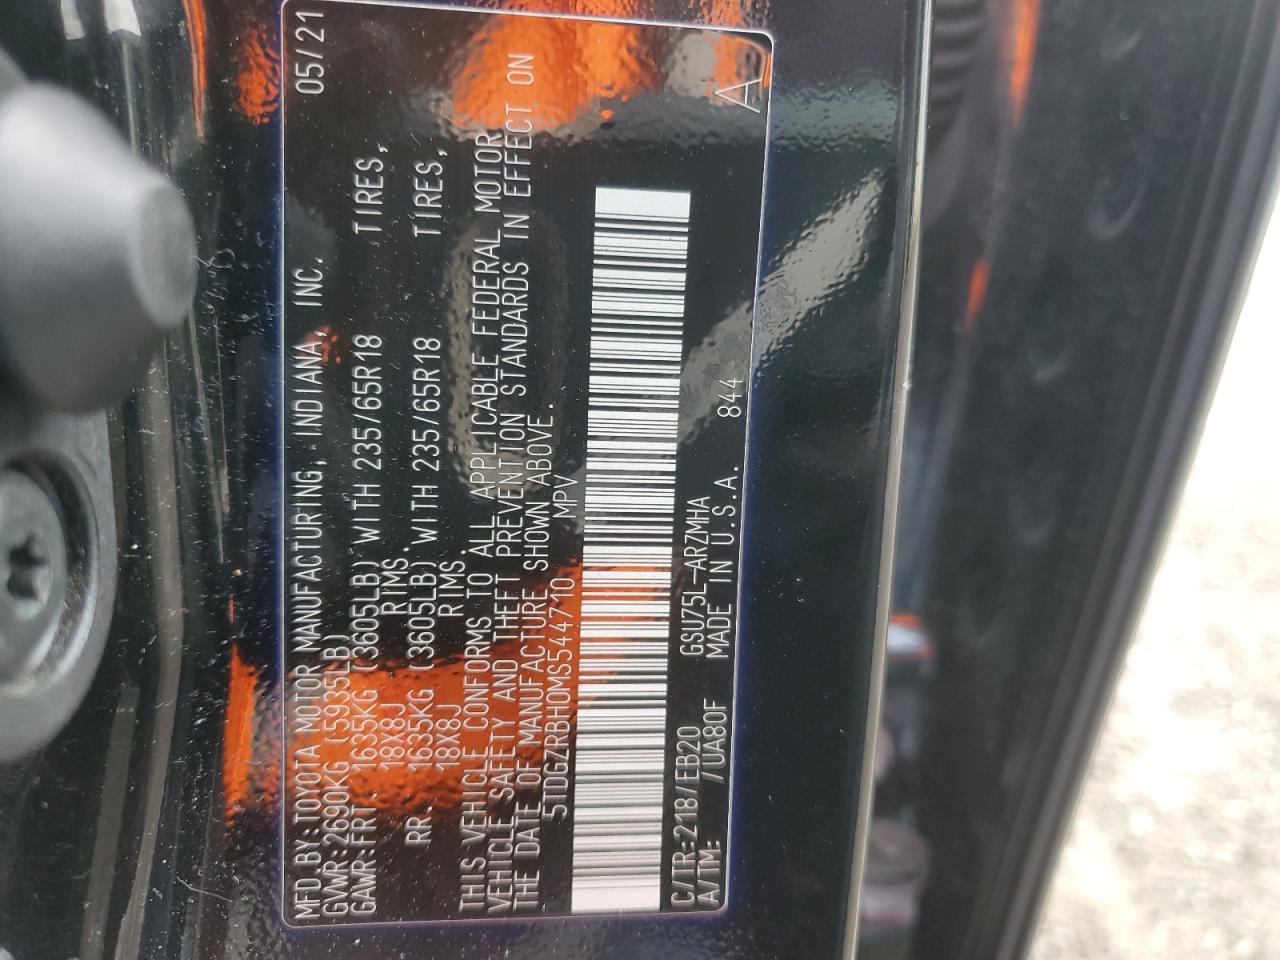 MFD.BY:TOYOTA MOTOR MANUFACTURING, INDIANA, INC. 05/21
GVWR:2690KG (5935LB)
GAWR:FRT. 1635KG (3605LB) WITH 235/65R18 TIRES,
18X8J RIMS.
RR. 1635KG (3605LB) WITH 235/65R18 TIRES,
18X8J RIMS.
THIS VEHICLE CONFORMS TO ALL APPLICABLE FEDERAL MOTOR
VEHICLE SAFETY AND THEFT PREVENTION STANDARDS IN EFFECT ON
THE DATE OF MANUFACTURE SHOWN ABOVE.
5TDGZRBH0MS544710 MPV
C/TR:218/EB20 GSU75L-ARZMHA
A/TM: /UA80F MADE IN U.S.A. 844 A